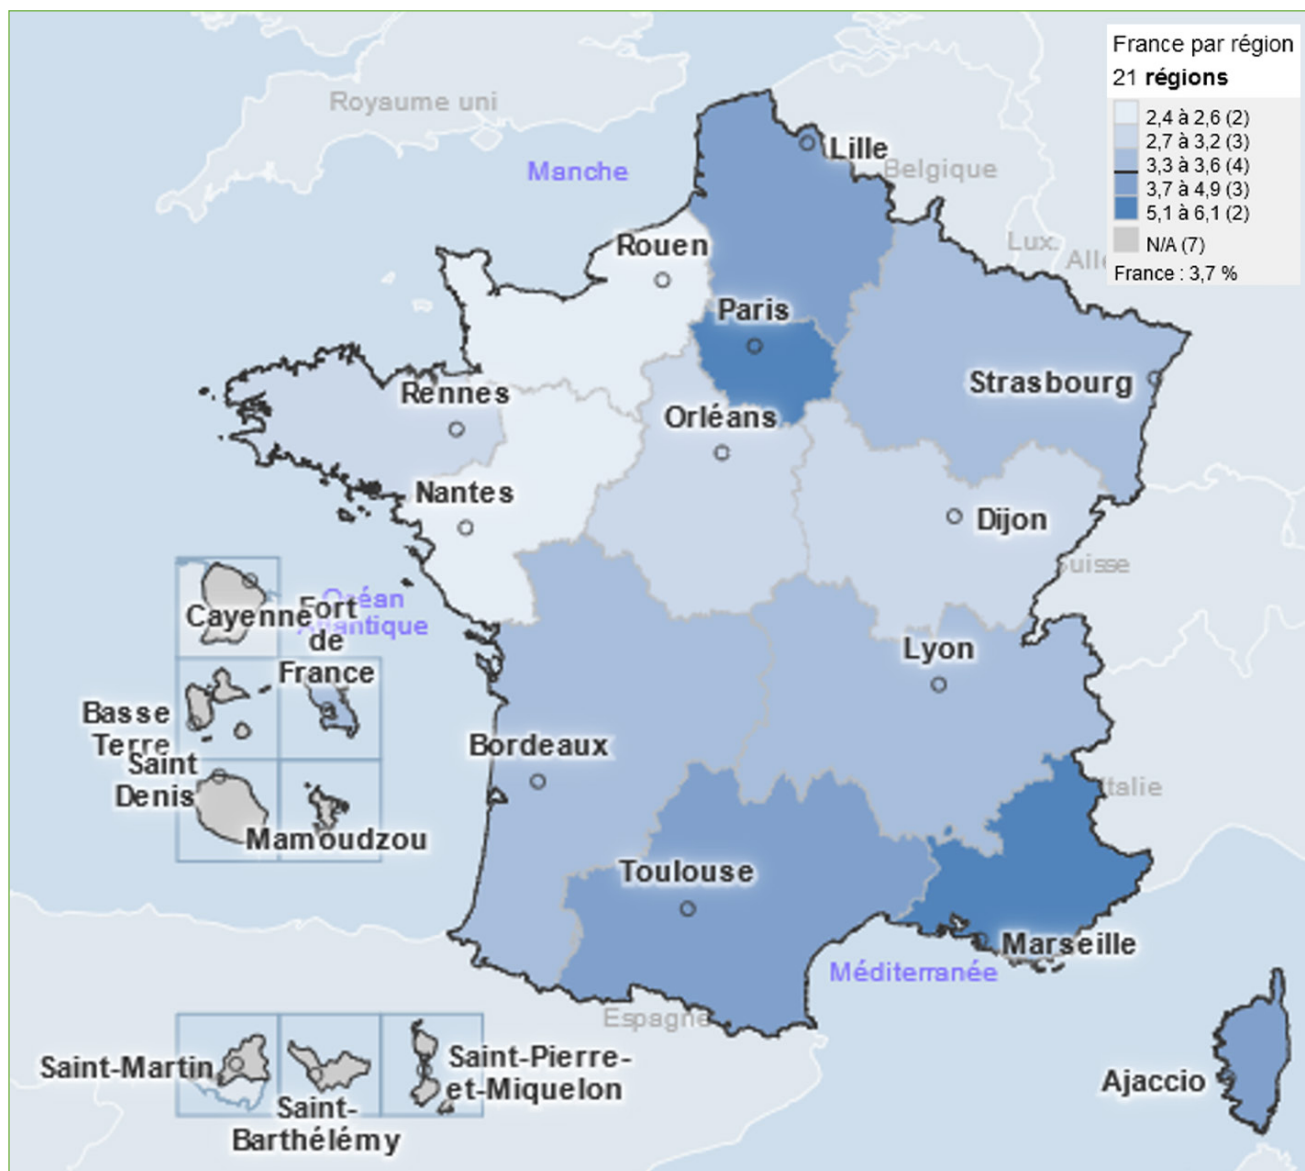 France par région
21 régions
2,4 à 2,6 (2)
2,7 à 3,2 (3)
3,3 à 3,6 (4)
3,7 à 4,9 (3)
5,1 à 6,1 (2)
N/A (7)
France : 3,7 %
Royaume uni
Lille
Manche
Belgique
Rouen
Lux.
Alle
Paris
Strasbourg
Rennes
Orléans
Nantes
Dijon
Suisse
Océan
Atlantique
Cayenne
Fort
de
France
Lyon
Basse
Terre
Bordeaux
Saint
Denis
Italie
Mamoudzou
Toulouse
Marseille
Méditerranée
Espagne
Saint-Martin
Saint-
Barthélémy
Saint-Pierre-
et-Miquelon
Ajaccio